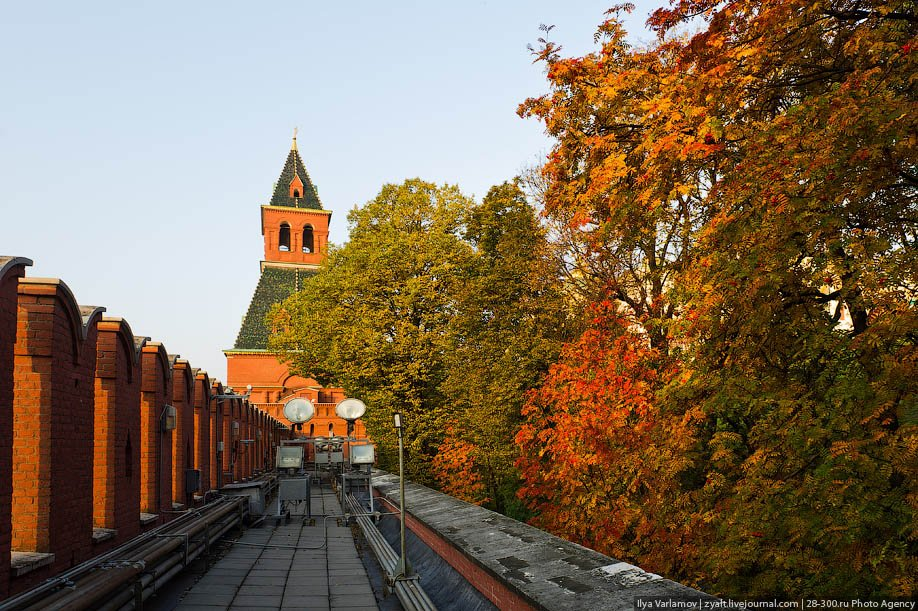 Ilya Varlamov | zyalt.livejournal.com | 28-300.ru Photo Agency